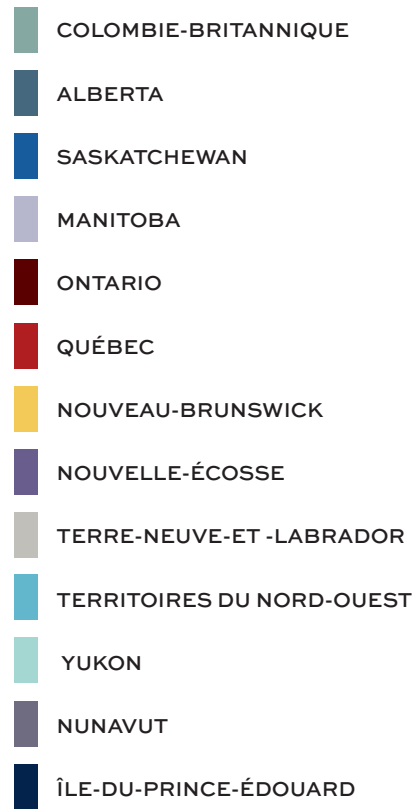 COLOMBIE-BRITANNIQUE
ALBERTA
SASKATCHEWAN
MANITOBA
ONTARIO
QUÉBEC
NOUVEAU-BRUNSWICK
NOUVELLE-ÉCOSSE
TERRE-NEUVE-ET -LABRADOR
TERRITOIRES DU NORD-OUEST
YUKON
NUNAVUT
ÎLE-DU-PRINCE-ÉDOUARD